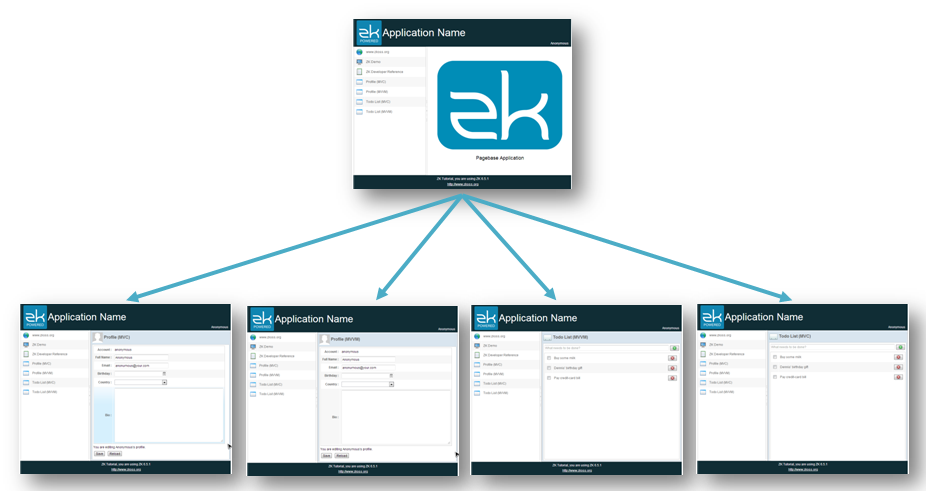 zk
POWERED
Application Name
Anonymous
www.zkoss.org
ZK Demo
ZK Developer Reference
Profile (MVC)
Profile (MVVM)
Todo List (MVC)
Todo List (MVVM)
zk
Pagebase Application
ZK Tutorial, you are using ZK 6.5.1
http://www.zkoss.org
zk
POWERED
Application Name
Anonymous
www.zkoss.org
ZK Demo
ZK Developer Reference
Profile (MVC)
Profile (MVVM)
Todo List (MVC)
Todo List (MVVM)
Profile (MVC)
Account : anonymous
Full Name : Anonymous
Email : anonymous@your.com
Birthday :
Country :
Bio :
You are editing Anonymous's profile.
Save Reload
ZK Tutorial, you are using ZK 6.5.1
http://www.zkoss.org
zk
POWERED
Application Name
Anonymous
www.zkoss.org
ZK Demo
ZK Developer Reference
Profile (MVC)
Profile (MVVM)
Todo List (MVC)
Todo List (MVVM)
Profile (MVVM)
Account : anonymous
Full Name : Anonymous
Email : anonymous@your.com
Birthday :
Country :
Bio :
You are editing Anonymous's profile.
Save Reload
ZK Tutorial, you are using ZK 6.5.1
http://www.zkoss.org
zk
POWERED
Application Name
Anonymous
www.zkoss.org
ZK Demo
ZK Developer Reference
Profile (MVC)
Profile (MVVM)
Todo List (MVC)
Todo List (MVVM)
Todo List (MVVM)
What needs to be done?
Buy some milk
Dennis' birthday gift
Pay credit-card bill
ZK Tutorial, you are using ZK 6.5.1
http://www.zkoss.org
zk
POWERED
Application Name
Anonymous
www.zkoss.org
ZK Demo
ZK Developer Reference
Profile (MVC)
Profile (MVVM)
Todo List (MVC)
Todo List (MVVM)
Todo List (MVC)
What needs to be done?
Buy some milk
Dennis' birthday gift
Pay credit-card bill
ZK Tutorial, you are using ZK 6.5.1
http://www.zkoss.org